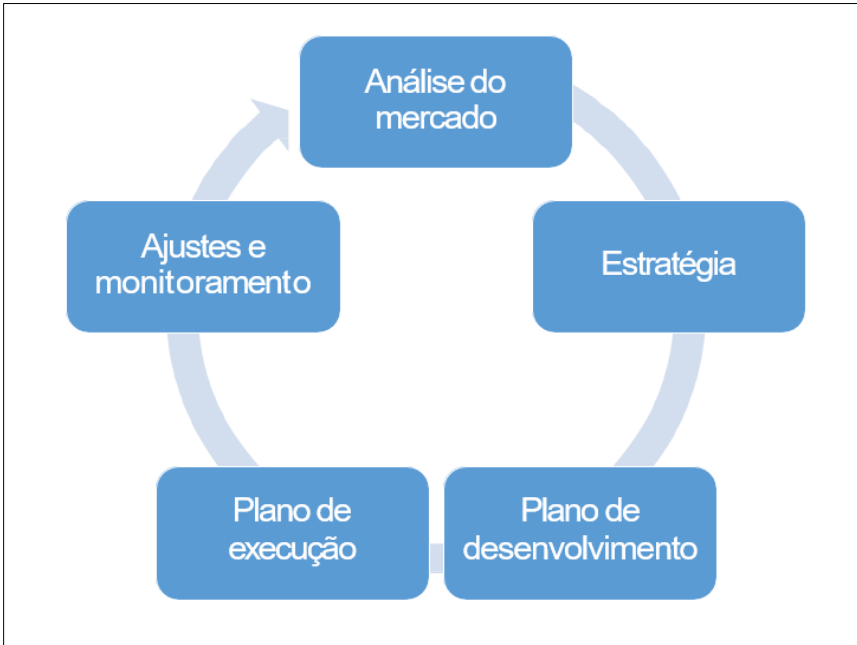 Análise do
mercado
Estratégia
Plano de
desenvolvimento
Plano de
execução
Ajustes e
monitoramento